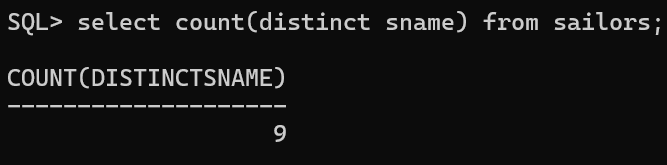 SQL> select count(distinct sname) from sailors;
COUNT(DISTINCTSNAME)
--------------------
9